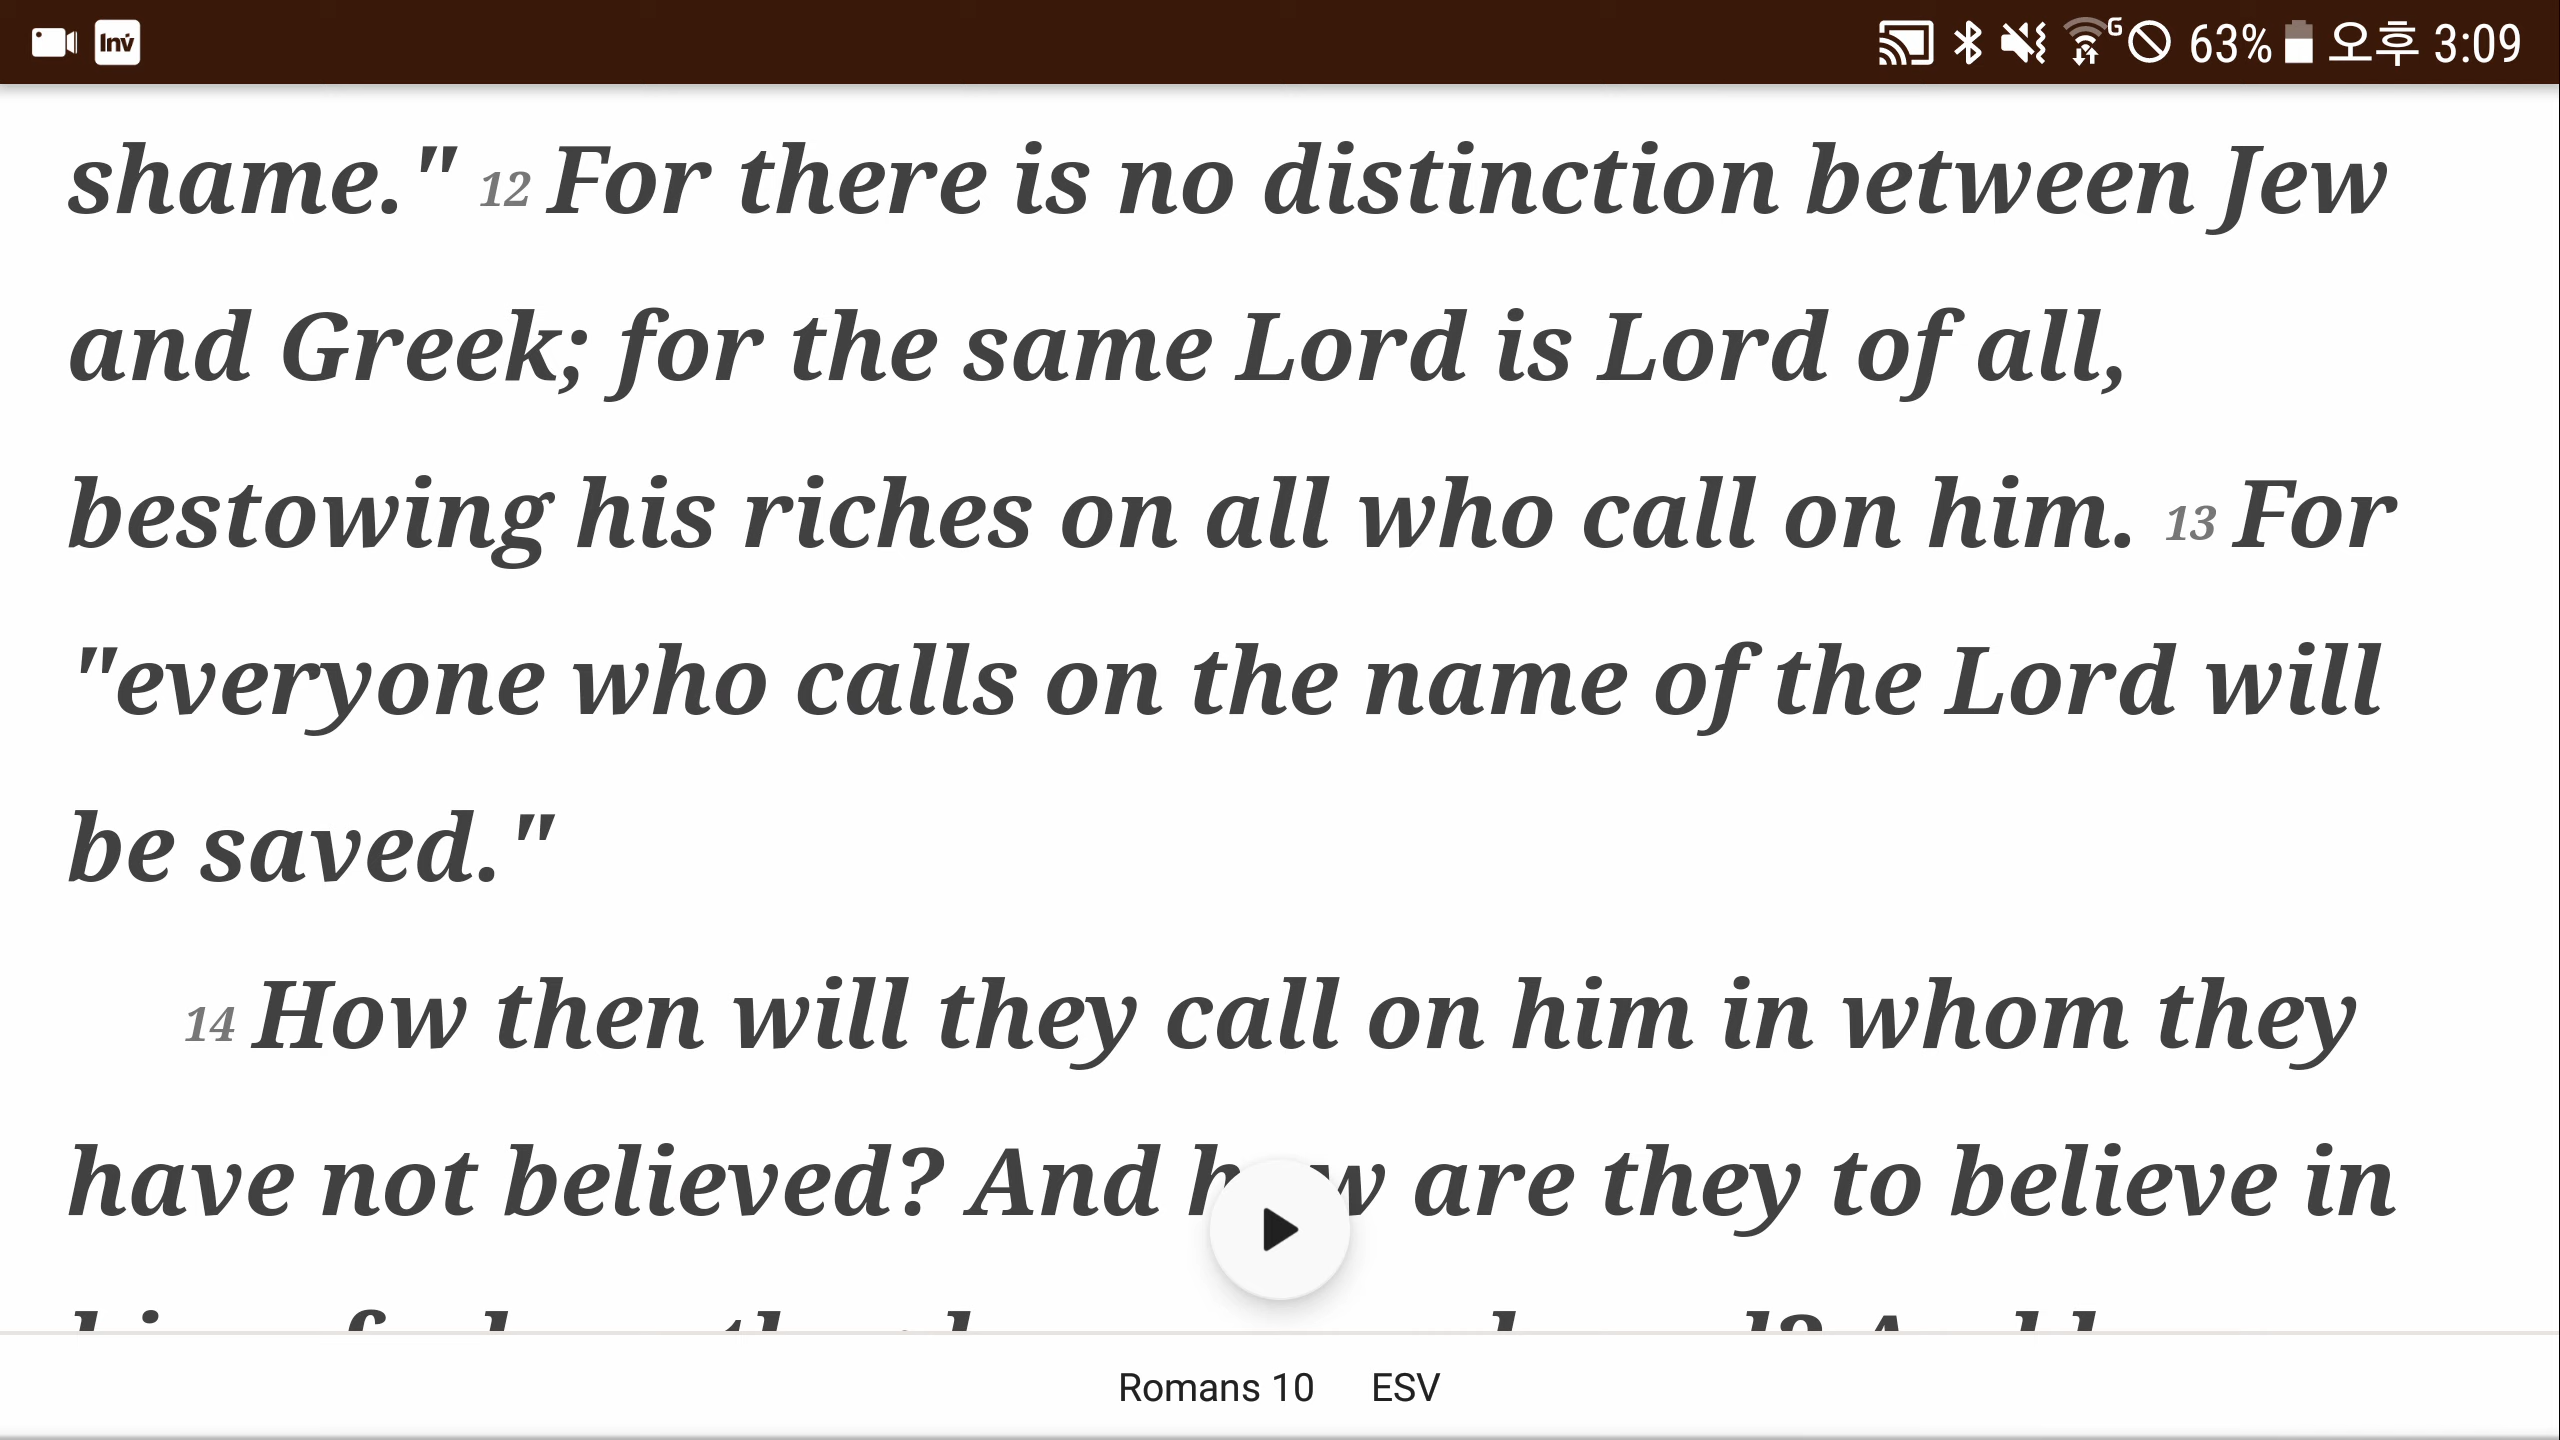 Inv G 63% 오후 3:09
shame." 12 For there is no distinction between Jew
and Greek; for the same Lord is Lord of all,
bestowing his riches on all who call on him. 13 For
"everyone who calls on the name of the Lord will
be saved."
14 How then will they call on him in whom they
have not believed? And how are they to believe in
Romans 10 ESV